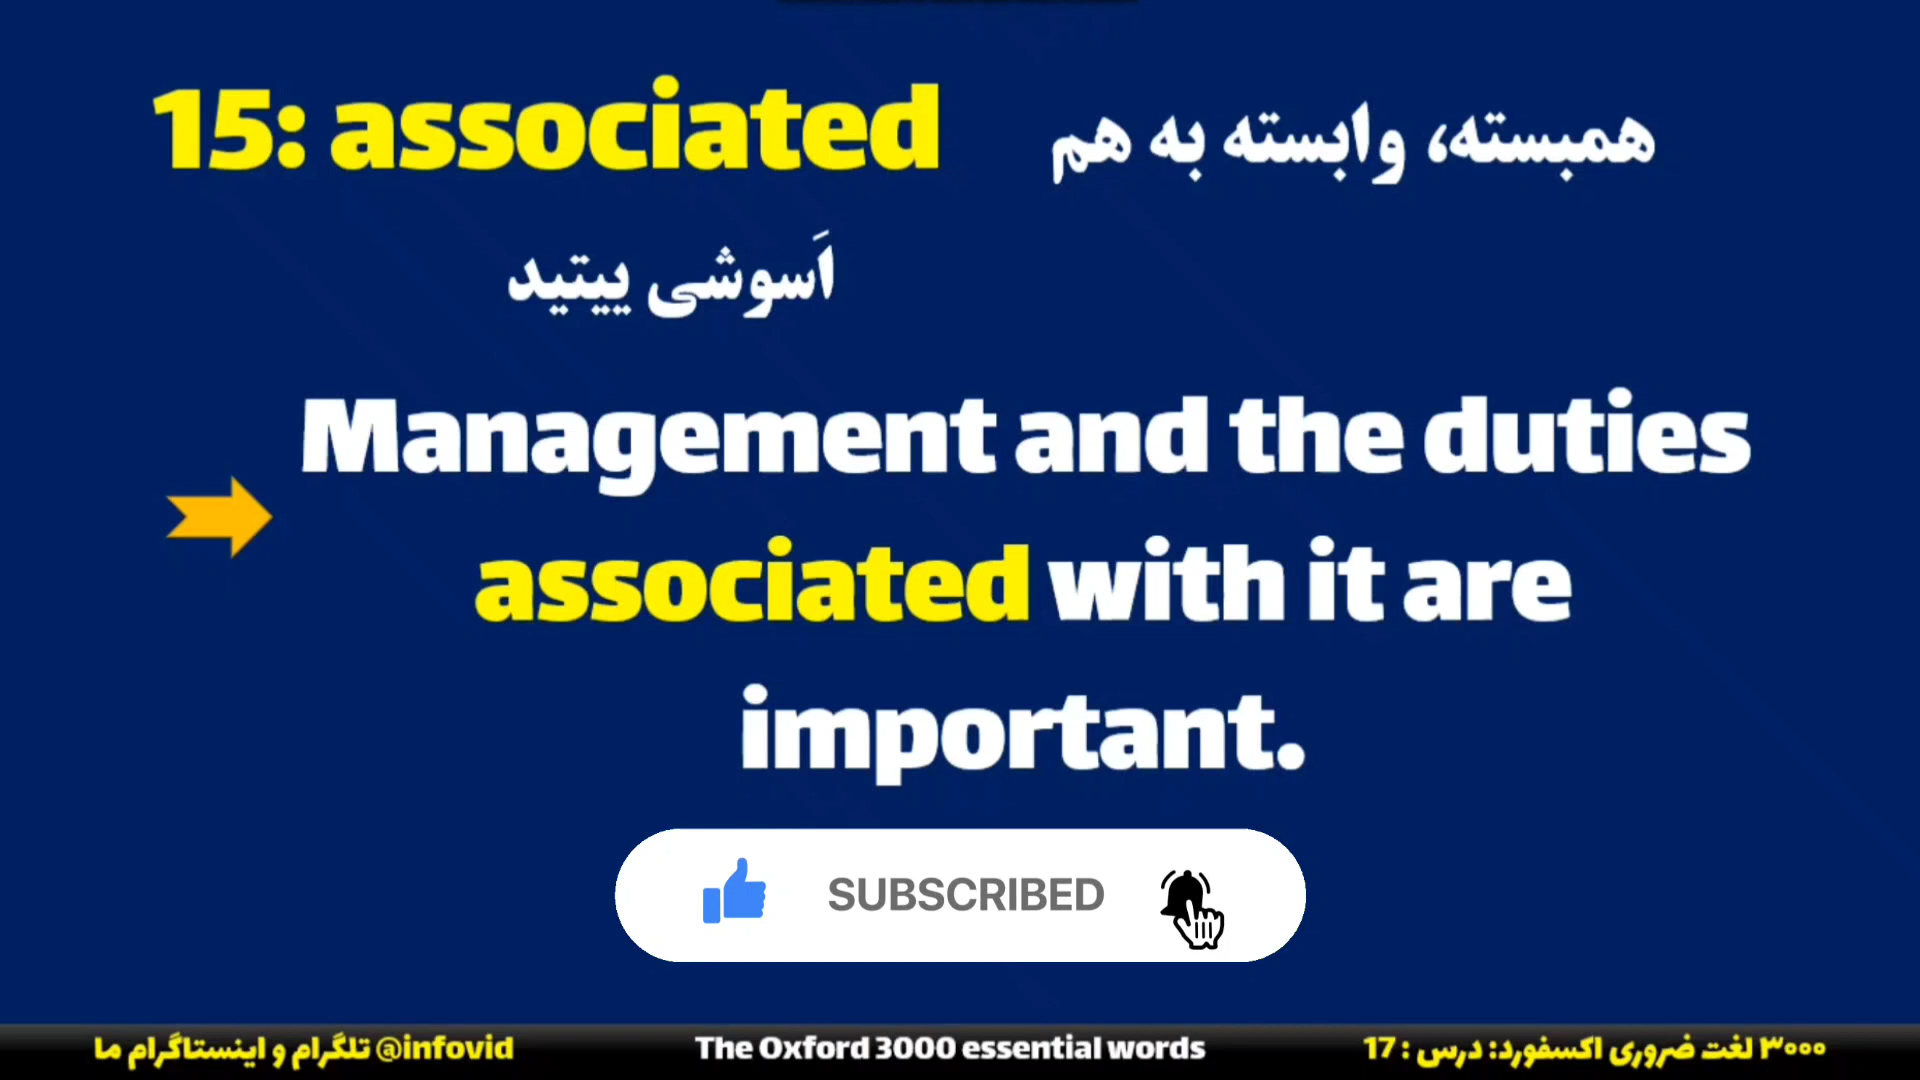 15: associated همبسته، وابسته به هم
اَسوشی ییتید
Management and the duties
associated with it are
important.
SUBSCRIBED
تلگرام و اینستاگرام ما @infovid
The Oxford 3000 essential words
۳۰۰۰ لغت ضروری اکسفورد: درس : 17